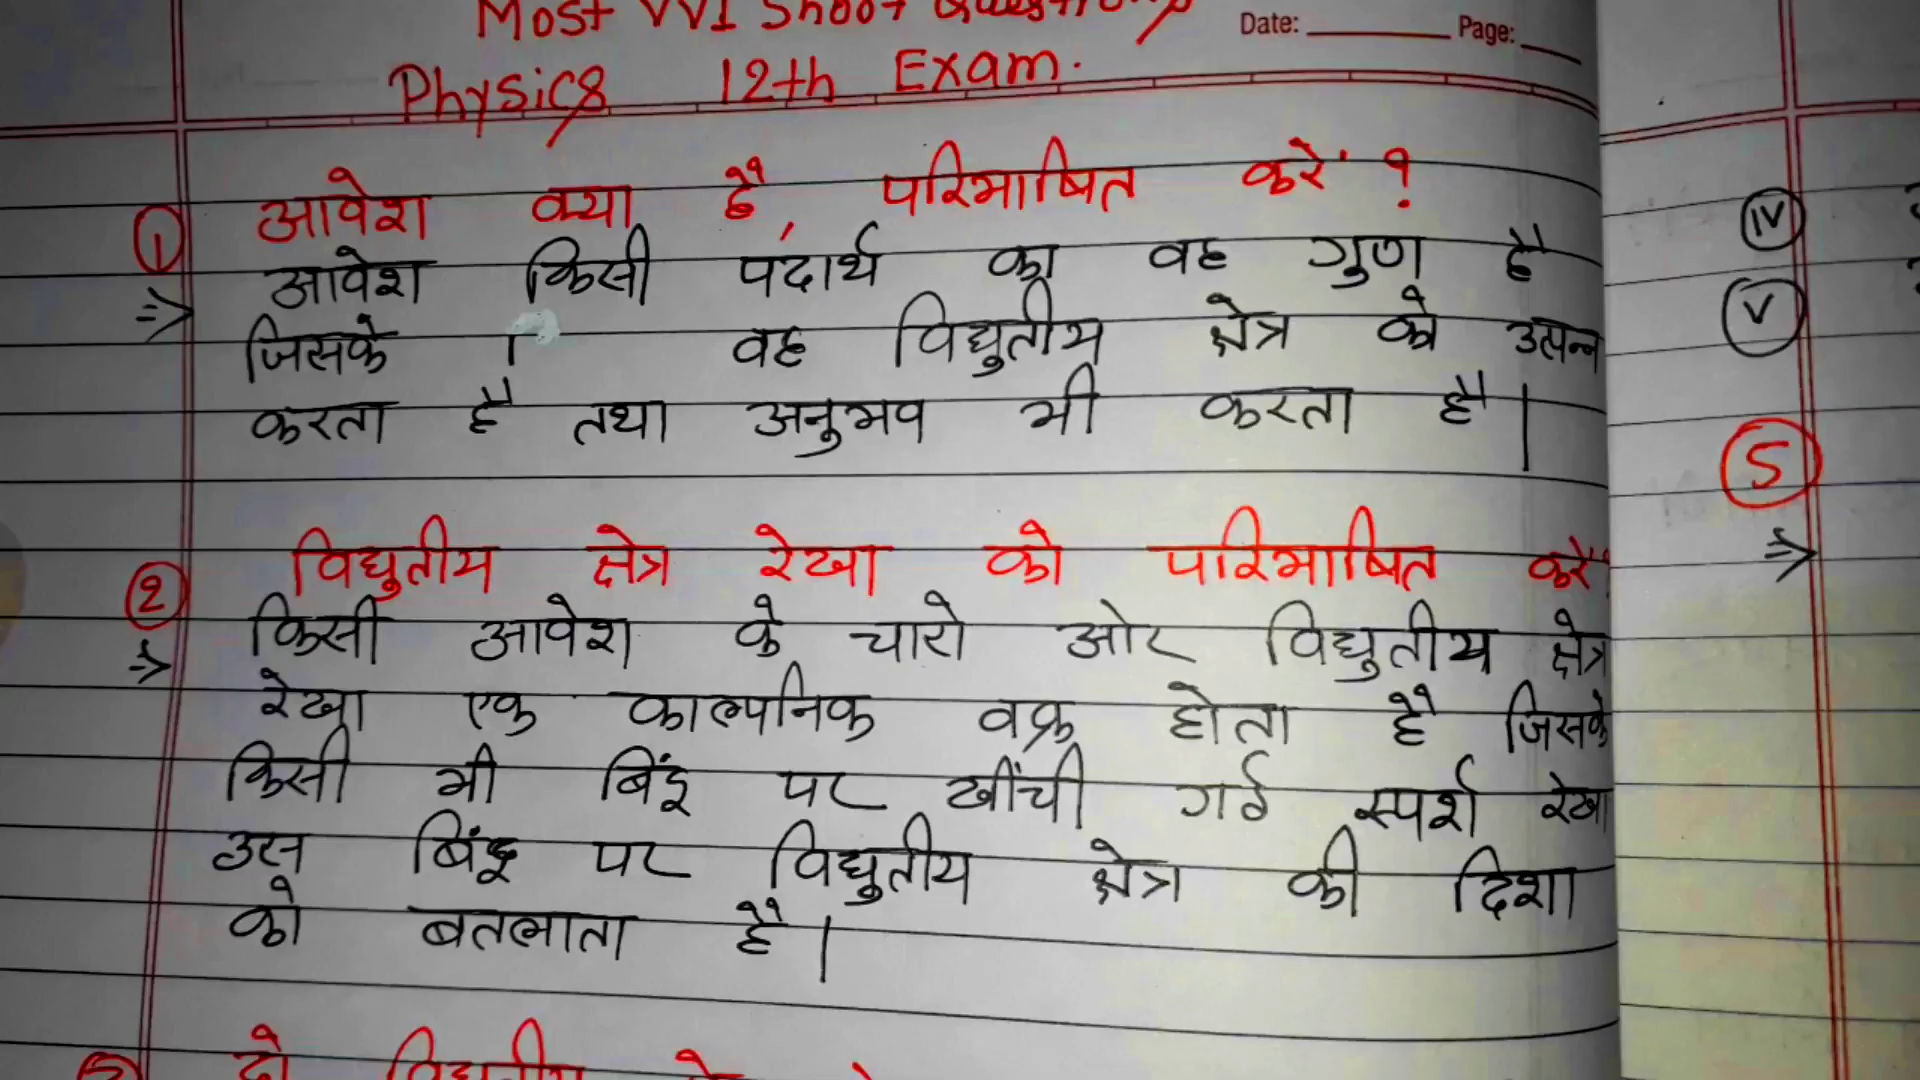 Most VVI Short Questions
Date: Page:
Physics 12th Exam.
① आवेश क्या है, परिभाषित करें ?
⇒ आवेश किसी पदार्थ का वह गुण है
जिसके । वह विद्युतीय क्षेत्र को उत्पन्न
करता है तथा अनुभव भी करता है |
② विद्युतीय क्षेत्र रेखा को परिभाषित करें
⇒ किसी आवेश के चारो ओर विद्युतीय क्षेत्र
रेखा एक काल्पनिक वक्र होता है जिसके
किसी भी बिंदू पर खींची गई स्पर्श रेखा
उस बिंदू पर विद्युतीय क्षेत्र की दिशा
को बतलाता है |
दो विद्युतीय
IV
V
5
⇒